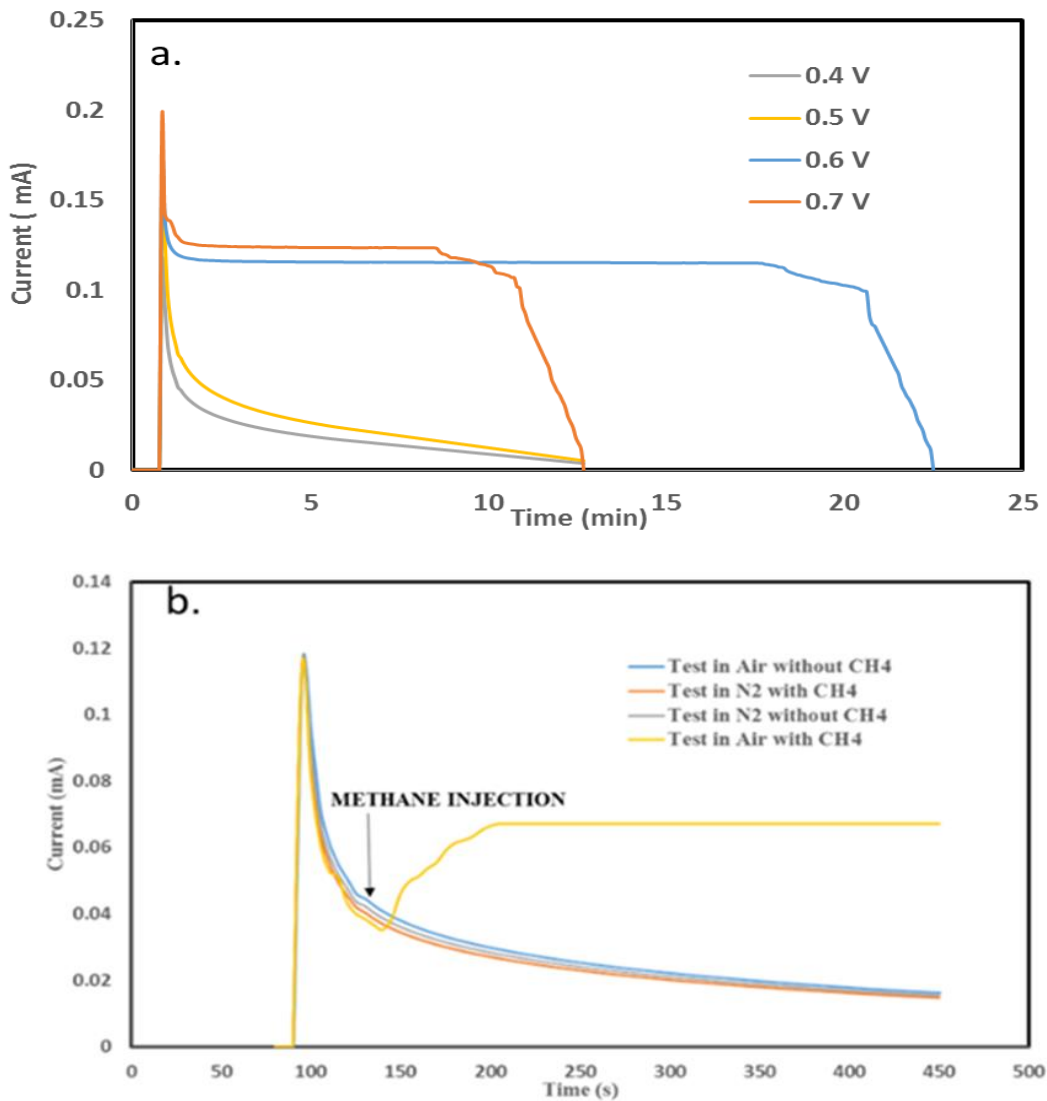 0.25
a.
0.4 V
0.5 V
0.6 V
0.7 V
0.2
0.15
0.1
0.05
0
Current ( mA)
0 5 10 15 20 25
Time (min)
0.14
b.
0.12
Test in Air without CH4
Test in N2 with CH4
Test in N2 without CH4
Test in Air with CH4
0.1
0.08
METHANE INJECTION
0.06
0.04
0.02
0
Current (mA)
0 50 100 150 200 250 300 350 400 450 500
Time (s)